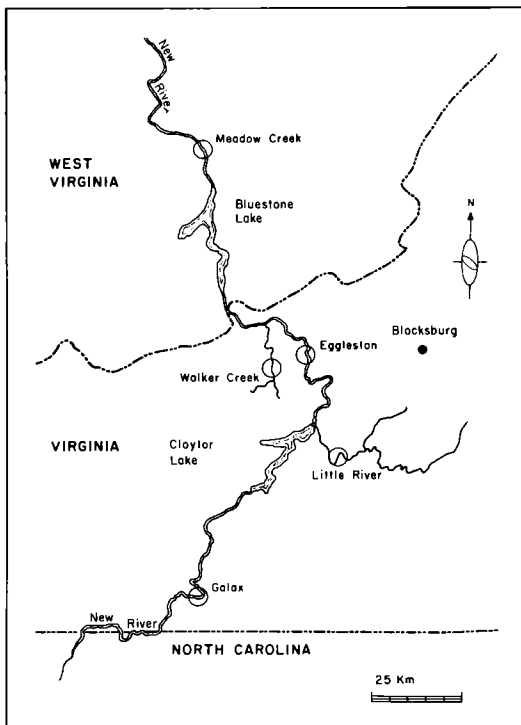 New
River
Meadow Creek
WEST
VIRGINIA
Bluestone
Lake
N
Blocksburg
Eggleston
Walker Creek
VIRGINIA
Claytor
Lake
Little River
Galax
New River
NORTH CAROLINA
25 Km